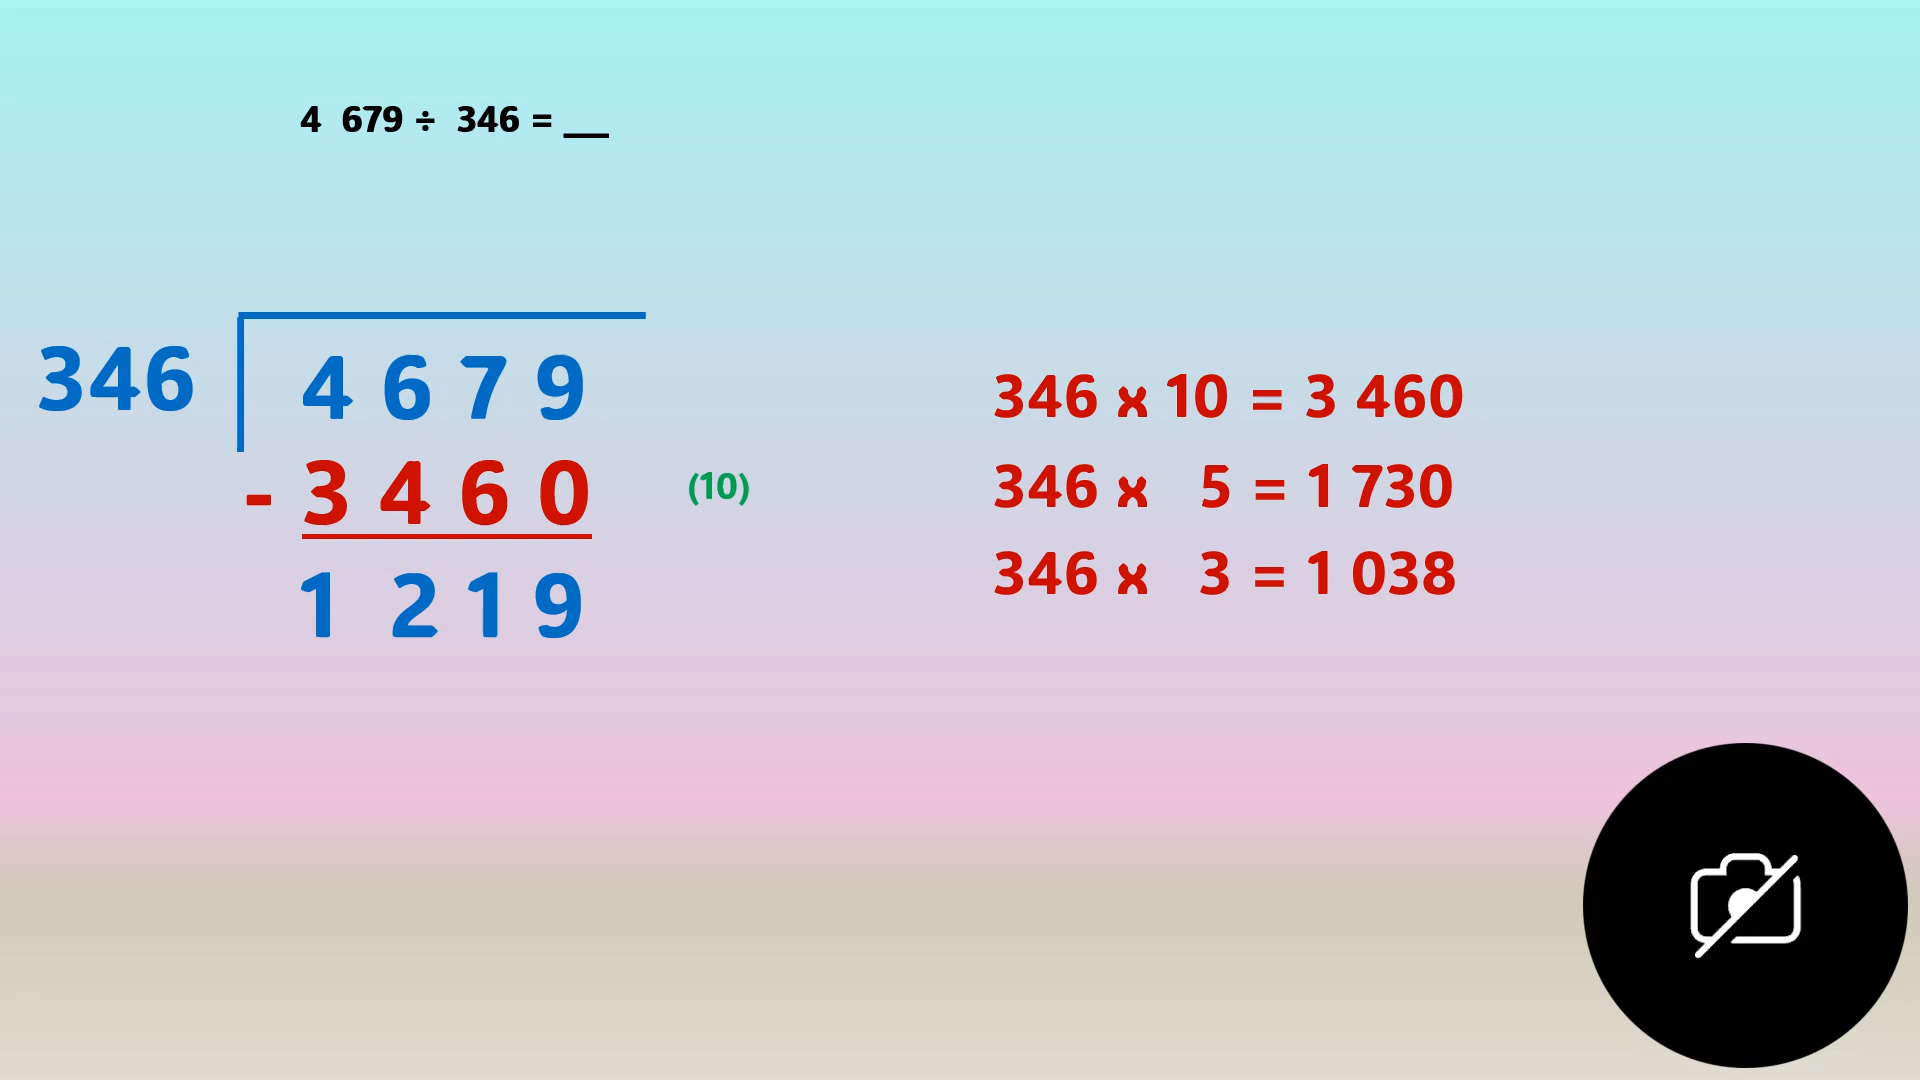 4 679 ÷ 346 = __
346 4 6 7 9
- 3 4 6 0 (10)
1 2 1 9
346 x 10 = 3 460
346 x 5 = 1 730
346 x 3 = 1 038